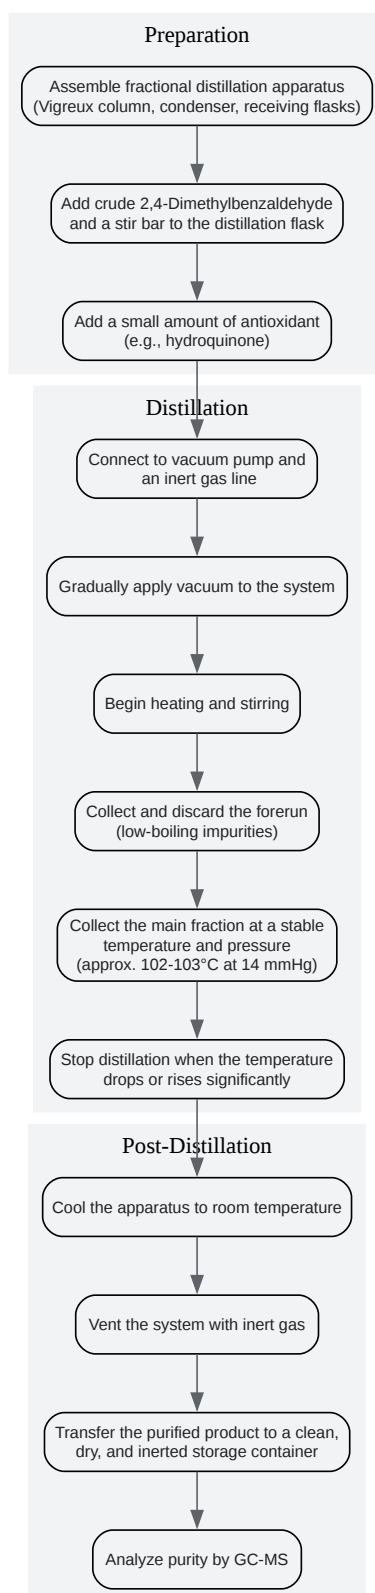 Preparation
Assemble fractional distillation apparatus
(Vigreux column, condenser, receiving flasks)
Add crude 2,4-Dimethylbenzaldehyde
and a stir bar to the distillation flask
Add a small amount of antioxidant
(e.g., hydroquinone)
Distillation
Connect to vacuum pump and
an inert gas line
Gradually apply vacuum to the system
Begin heating and stirring
Collect and discard the forerun
(low-boiling impurities)
Collect the main fraction at a stable
temperature and pressure
(approx. 102-103°C at 14 mmHg)
Stop distillation when the temperature
drops or rises significantly
Post-Distillation
Cool the apparatus to room temperature
Vent the system with inert gas
Transfer the purified product to a clean,
dry, and inerted storage container
Analyze purity by GC-MS